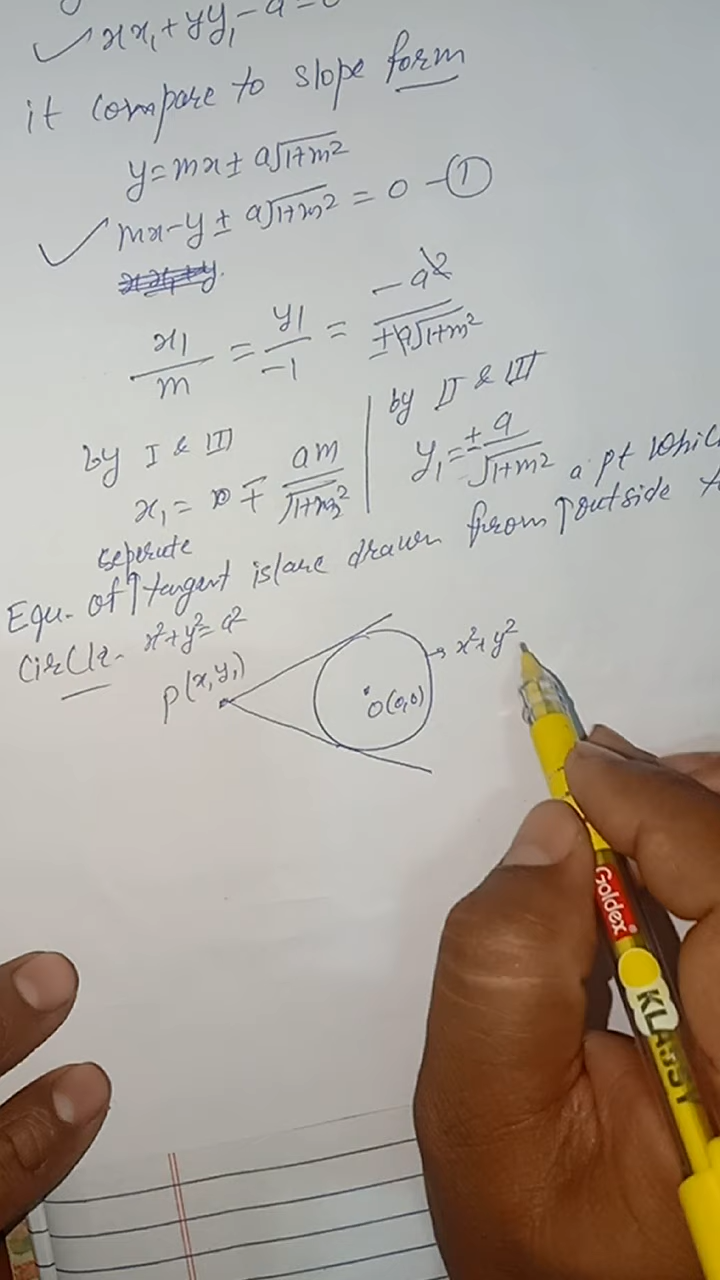 xx₁ + yy₁ - a = 0
it compare to slope form
y = mx ± a√1+m²
mx - y ± a√1+m² = 0 - ①
x₁/m = y₁/-1 = -a²/±a√1+m²
by I & III
x₁ = ∓ am/√1+m²
by II & III
y₁ = ± a/√1+m²
a pt which
seperate
Equ. of ↑ tangent is/are drawn from ↑ outside
Circle x²+y²=a²
P(x,y₁)
O(0,0)
→ x²+y²
Goldex
KLASSY